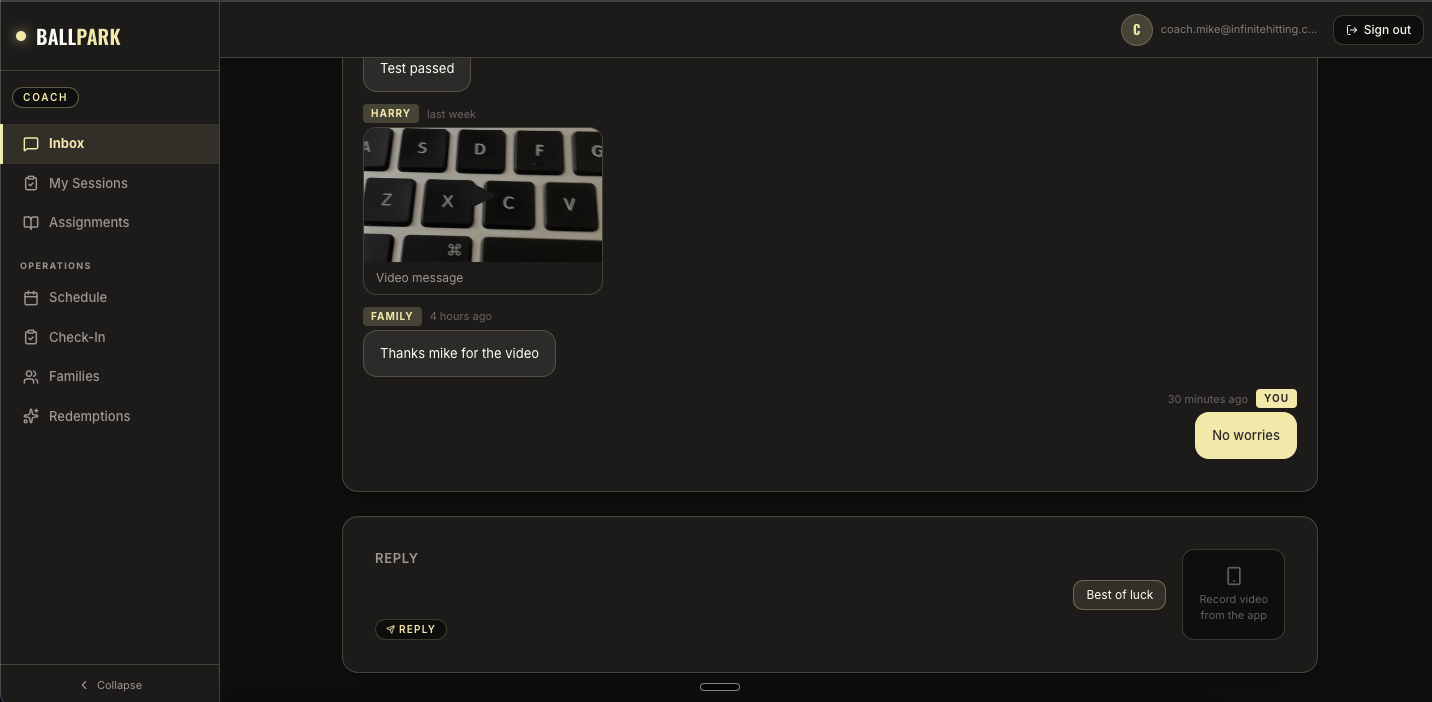 BALLPARK
C
coach.mike@infinitehitting.c...
Sign out
COACH
Inbox
My Sessions
Assignments
OPERATIONS
Schedule
Check-In
Families
Redemptions
Collapse
Test passed
HARRY last week
A S D F G
Z X C V
⌘
Video message
FAMILY 4 hours ago
Thanks mike for the video
30 minutes ago YOU
No worries
REPLY
Best of luck
Record video
from the app
REPLY